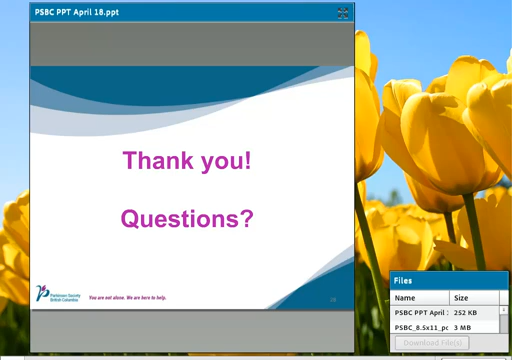 PSBC PPT April 18.ppt
Thank you!
Questions?
Parkinson Society
British Columbia
You are not alone. We are here to help.
Files
Name Size
PSBC PPT April : 252 KB
PSBC_8.5x11_pc 3 MB
Download File(s)